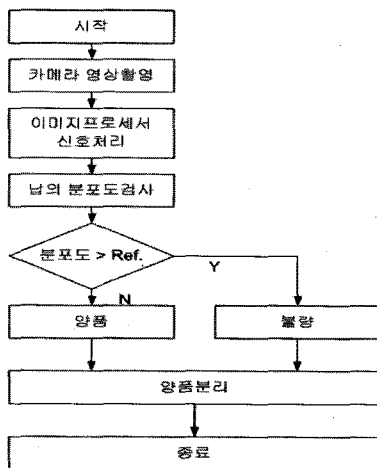 시작
카메라 영상촬영
이미지프로세서
신호처리
납의 분포도검사
분포도 > Ref.
Y
N
양품
불량
양품분리
종료